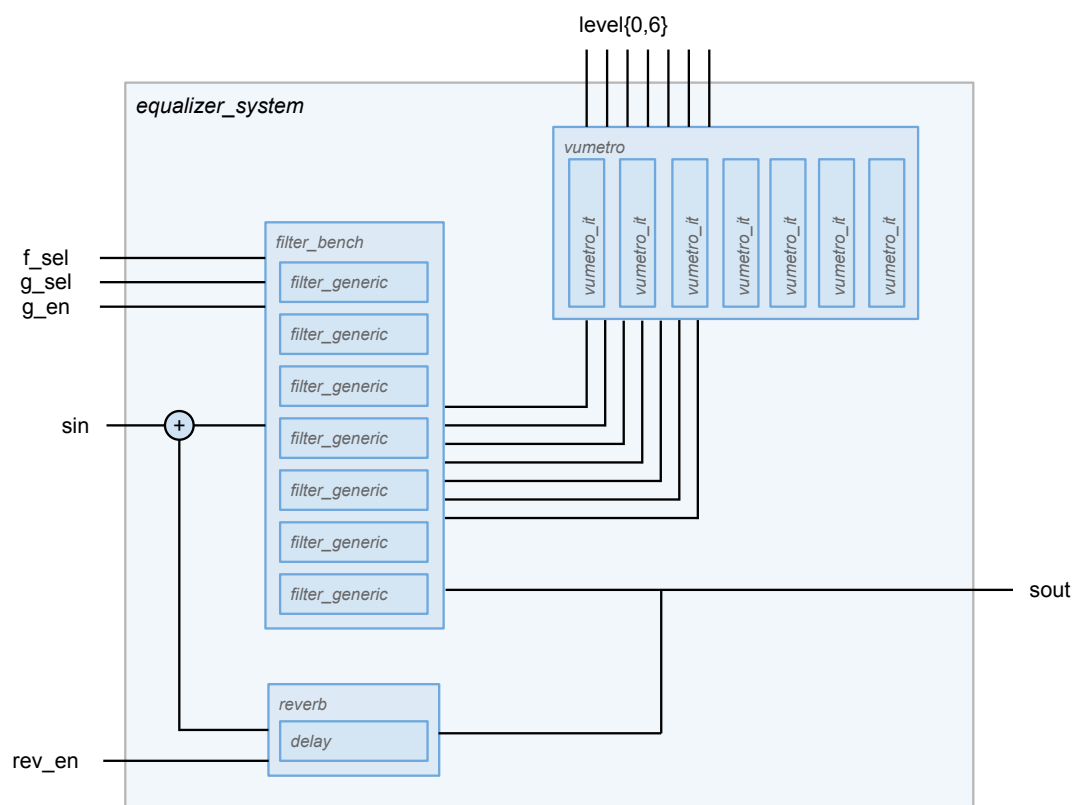 level{0,6}
equalizer_system
vumetro
vumetro_it
vumetro_it
vumetro_it
vumetro_it
vumetro_it
vumetro_it
vumetro_it
f_sel
g_sel
g_en
filter_bench
filter_generic
filter_generic
filter_generic
filter_generic
filter_generic
filter_generic
filter_generic
sin
+
sout
reverb
delay
rev_en